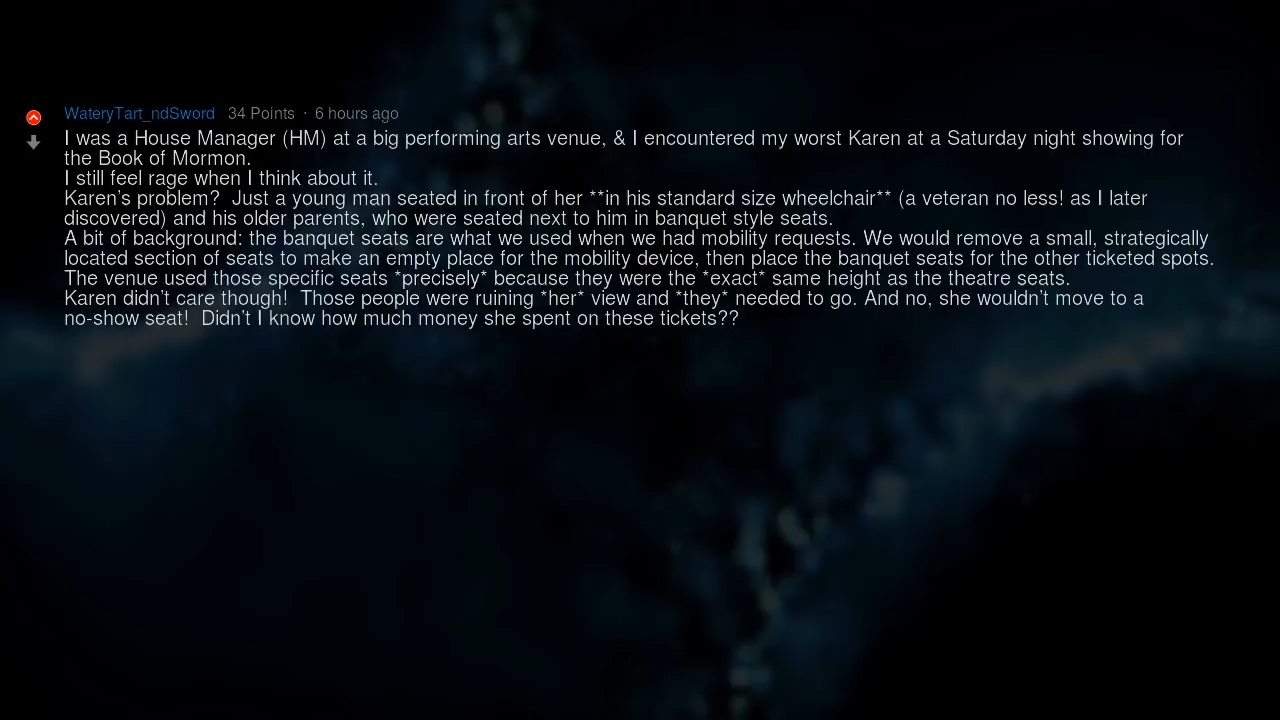 WateryTart_ndSword 34 Points · 6 hours ago
I was a House Manager (HM) at a big performing arts venue, & I encountered my worst Karen at a Saturday night showing for
the Book of Mormon.
I still feel rage when I think about it.
Karen's problem?  Just a young man seated in front of her **in his standard size wheelchair** (a veteran no less! as I later
discovered) and his older parents, who were seated next to him in banquet style seats.
A bit of background: the banquet seats are what we used when we had mobility requests. We would remove a small, strategically
located section of seats to make an empty place for the mobility device, then place the banquet seats for the other ticketed spots.
The venue used those specific seats *precisely* because they were the *exact* same height as the theatre seats.
Karen didn't care though!  Those people were ruining *her* view and *they* needed to go. And no, she wouldn't move to a
no-show seat!  Didn't I know how much money she spent on these tickets??